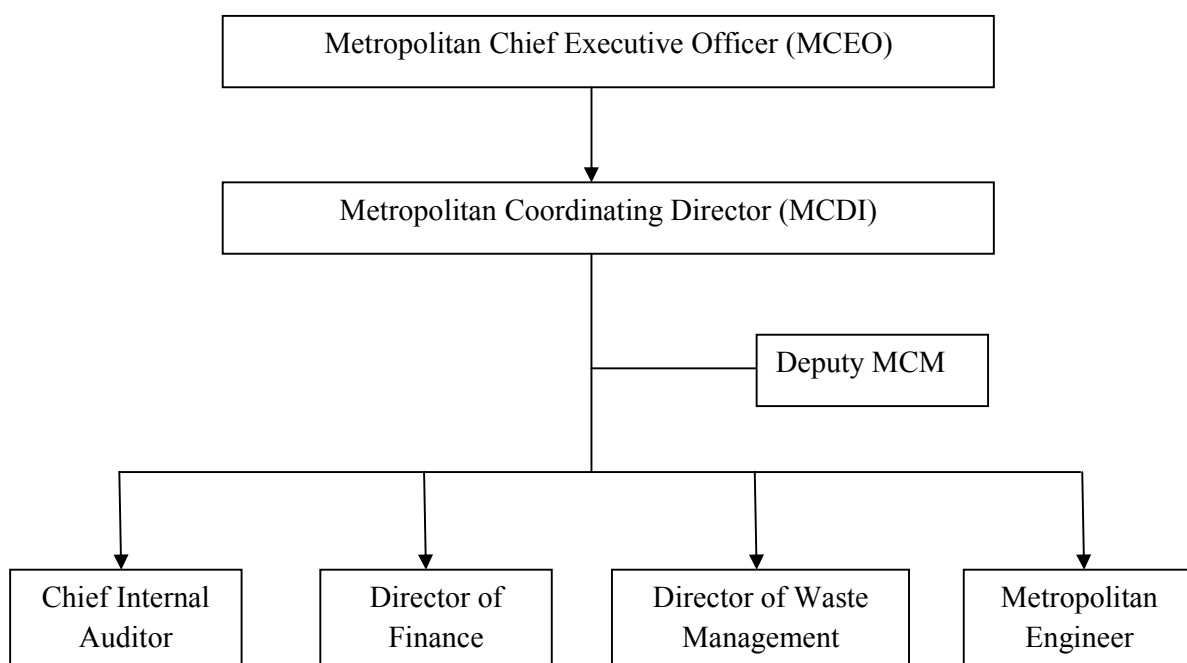 Metropolitan Chief Executive Officer (MCEO)
Metropolitan Coordinating Director (MCDI)
Deputy MCM
Chief Internal
Auditor
Director of
Finance
Director of Waste
Management
Metropolitan
Engineer